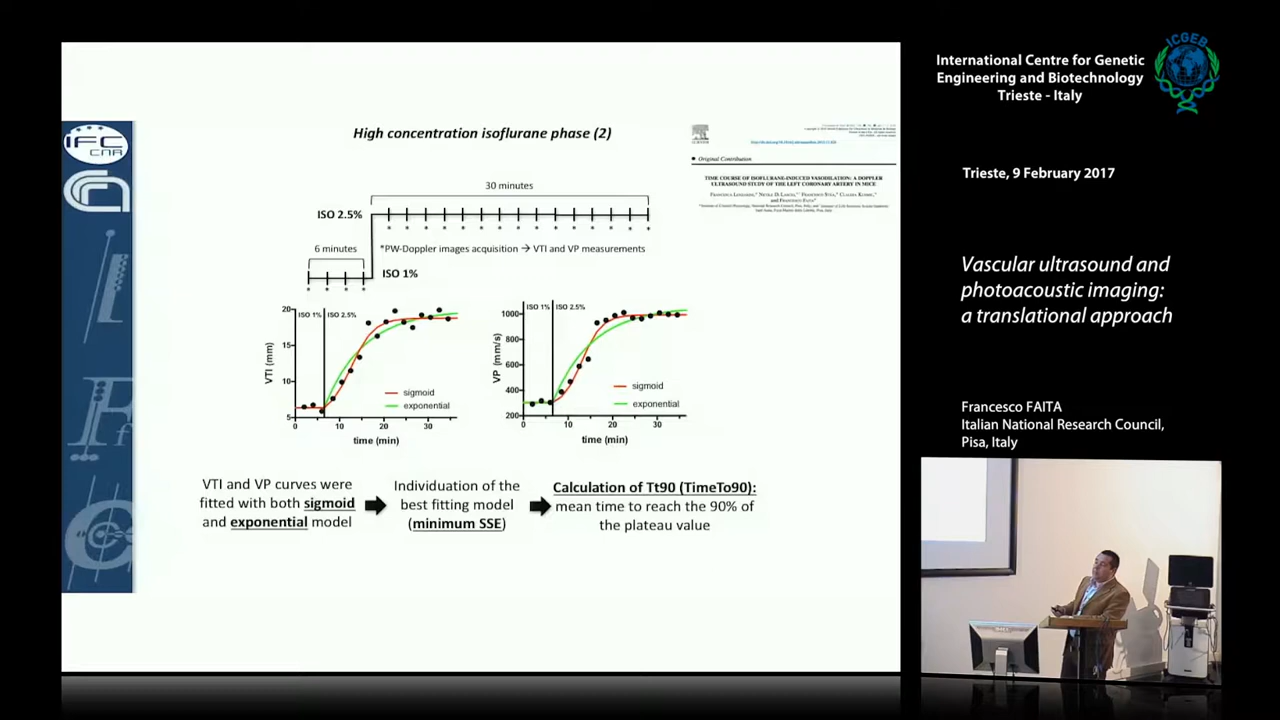 High concentration isoflurane phase (2)
ELSEVIER
Original Contribution
TIME COURSE OF ISOFLURANE-INDUCED VASODILATION: A DOPPLER
ULTRASOUND STUDY OF THE LEFT CORONARY ARTERY IN MICE
IFC
CNR
30 minutes
ISO 2.5%
6 minutes
*PW-Doppler images acquisition → VTI and VP measurements
ISO 1%
ISO 1% ISO 2.5%
VTI (mm)
20
15
10
5
sigmoid
exponential
0 10 20 30
time (min)
ISO 1% ISO 2.5%
VP (mm/s)
1000
800
600
400
200
sigmoid
exponential
0 10 20 30
time (min)
VTI and VP curves were
fitted with both sigmoid
and exponential model
Individuation of the
best fitting model
(minimum SSE)
Calculation of Tt90 (TimeTo90):
mean time to reach the 90% of
the plateau value
ICGEB
International Centre for Genetic
Engineering and Biotechnology
Trieste - Italy
Trieste, 9 February 2017
Vascular ultrasound and
photoacoustic imaging:
a translational approach
Francesco FAITA
Italian National Research Council,
Pisa, Italy